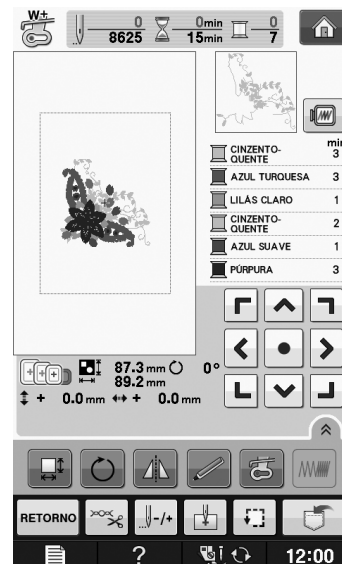 W+
0 0min 0
8625 15min 7
min
CINZENTO-
QUENTE 3
AZUL TURQUESA 3
LILÁS CLARO 1
CINZENTO-
QUENTE 2
AZUL SUAVE 1
PÚRPURA 3
87.3 mm 0°
89.2 mm
+ 0.0 mm + 0.0 mm
RETORNO -/+
? 12:00